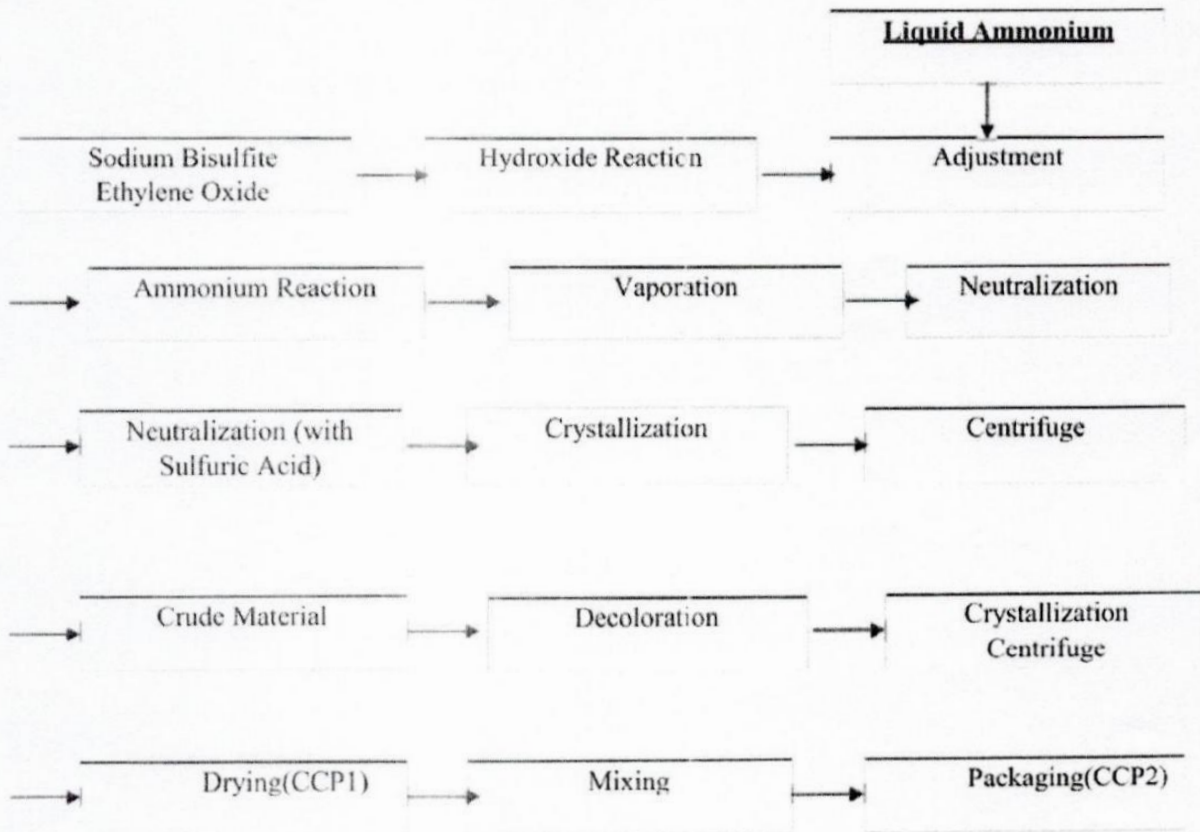 Liquid Ammonium
Sodium Bisulfite
Ethylene Oxide
Hydroxide Reaction
Adjustment
Ammonium Reaction
Vaporation
Neutralization
Neutralization (with
Sulfuric Acid)
Crystallization
Centrifuge
Crude Material
Decoloration
Crystallization
Centrifuge
Drying(CCP1)
Mixing
Packaging(CCP2)